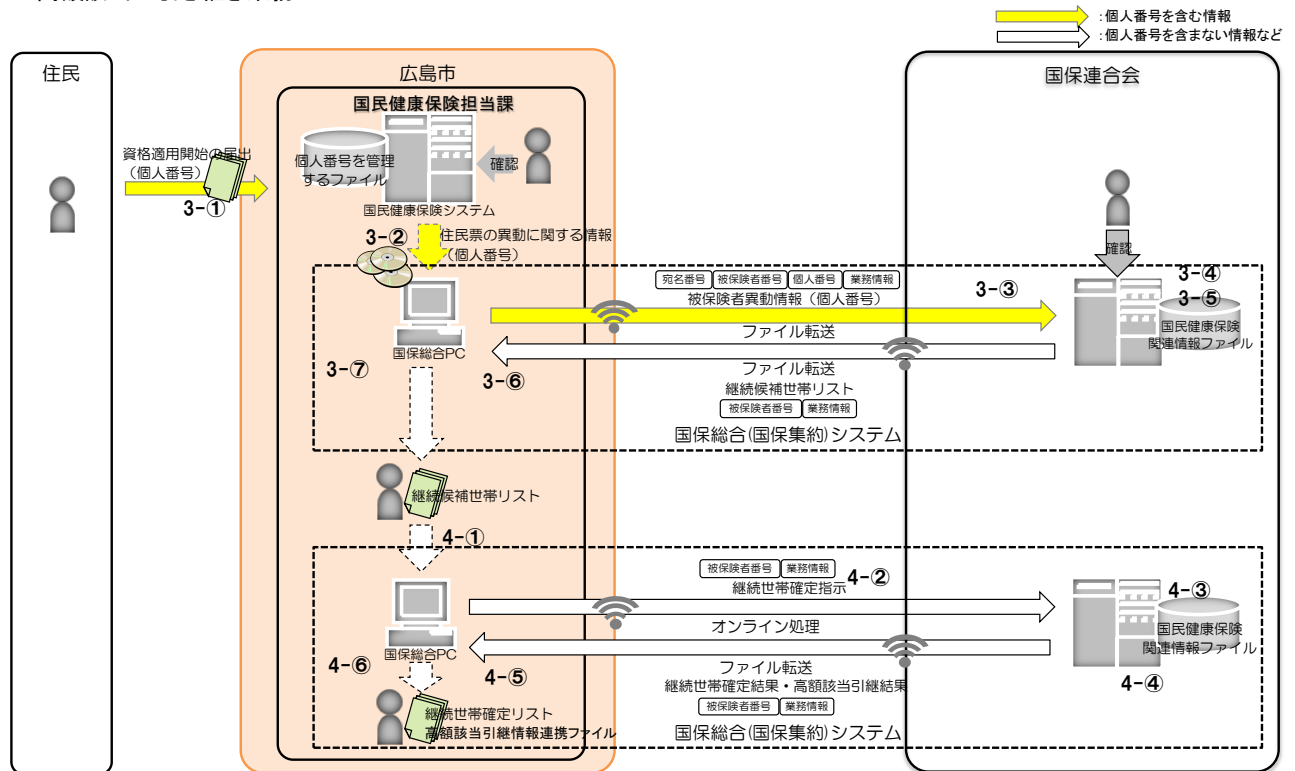 ：個人番号を含む情報
：個人番号を含まない情報など
住民
広島市
国保連合会
国民健康保険担当課
資格適用開始の届出
（個人番号）
3-①
個人番号を管理
するファイル
確認
国民健康保険システム
3-②
住民票の異動に関する情報
（個人番号）
確認
宛名番号
被保険者番号
個人番号
業務情報
被保険者異動情報（個人番号）
3-③
3-④
3-⑤
国民健康保険
関連情報ファイル
ファイル転送
国保総合PC
3-⑦
3-⑥
ファイル転送
継続候補世帯リスト
被保険者番号
業務情報
国保総合(国保集約)システム
継続候補世帯リスト
4-①
被保険者番号
業務情報
4-②
継続世帯確定指示
4-③
国民健康保険
関連情報ファイル
オンライン処理
国保総合PC
4-⑥
4-⑤
ファイル転送
継続世帯確定結果・高額該当引継結果
4-④
被保険者番号
業務情報
継続世帯確定リスト
高額該当引継情報連携ファイル
国保総合(国保集約)システム